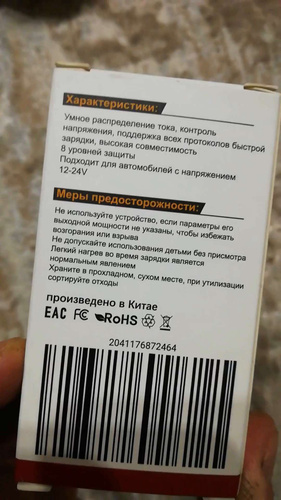 Характеристики:
Умное распределение тока, контроль
напряжения, поддержка всех протоколов быстрой
зарядки, высокая совместимость
8 уровней защиты
Подходит для автомобилей с напряжением
12-24V
Меры предосторожности:
Не используйте устройство, если параметры его
выходной мощности не указаны, чтобы избежать
возгорания или взрыва
Не допускайте использования детьми без присмотра
Легкий нагрев во время зарядки является
нормальным явлением
Храните в прохладном, сухом месте, при утилизации
сортируйте отходы
произведено в Китае
EAC FC RoHS
2041176872464